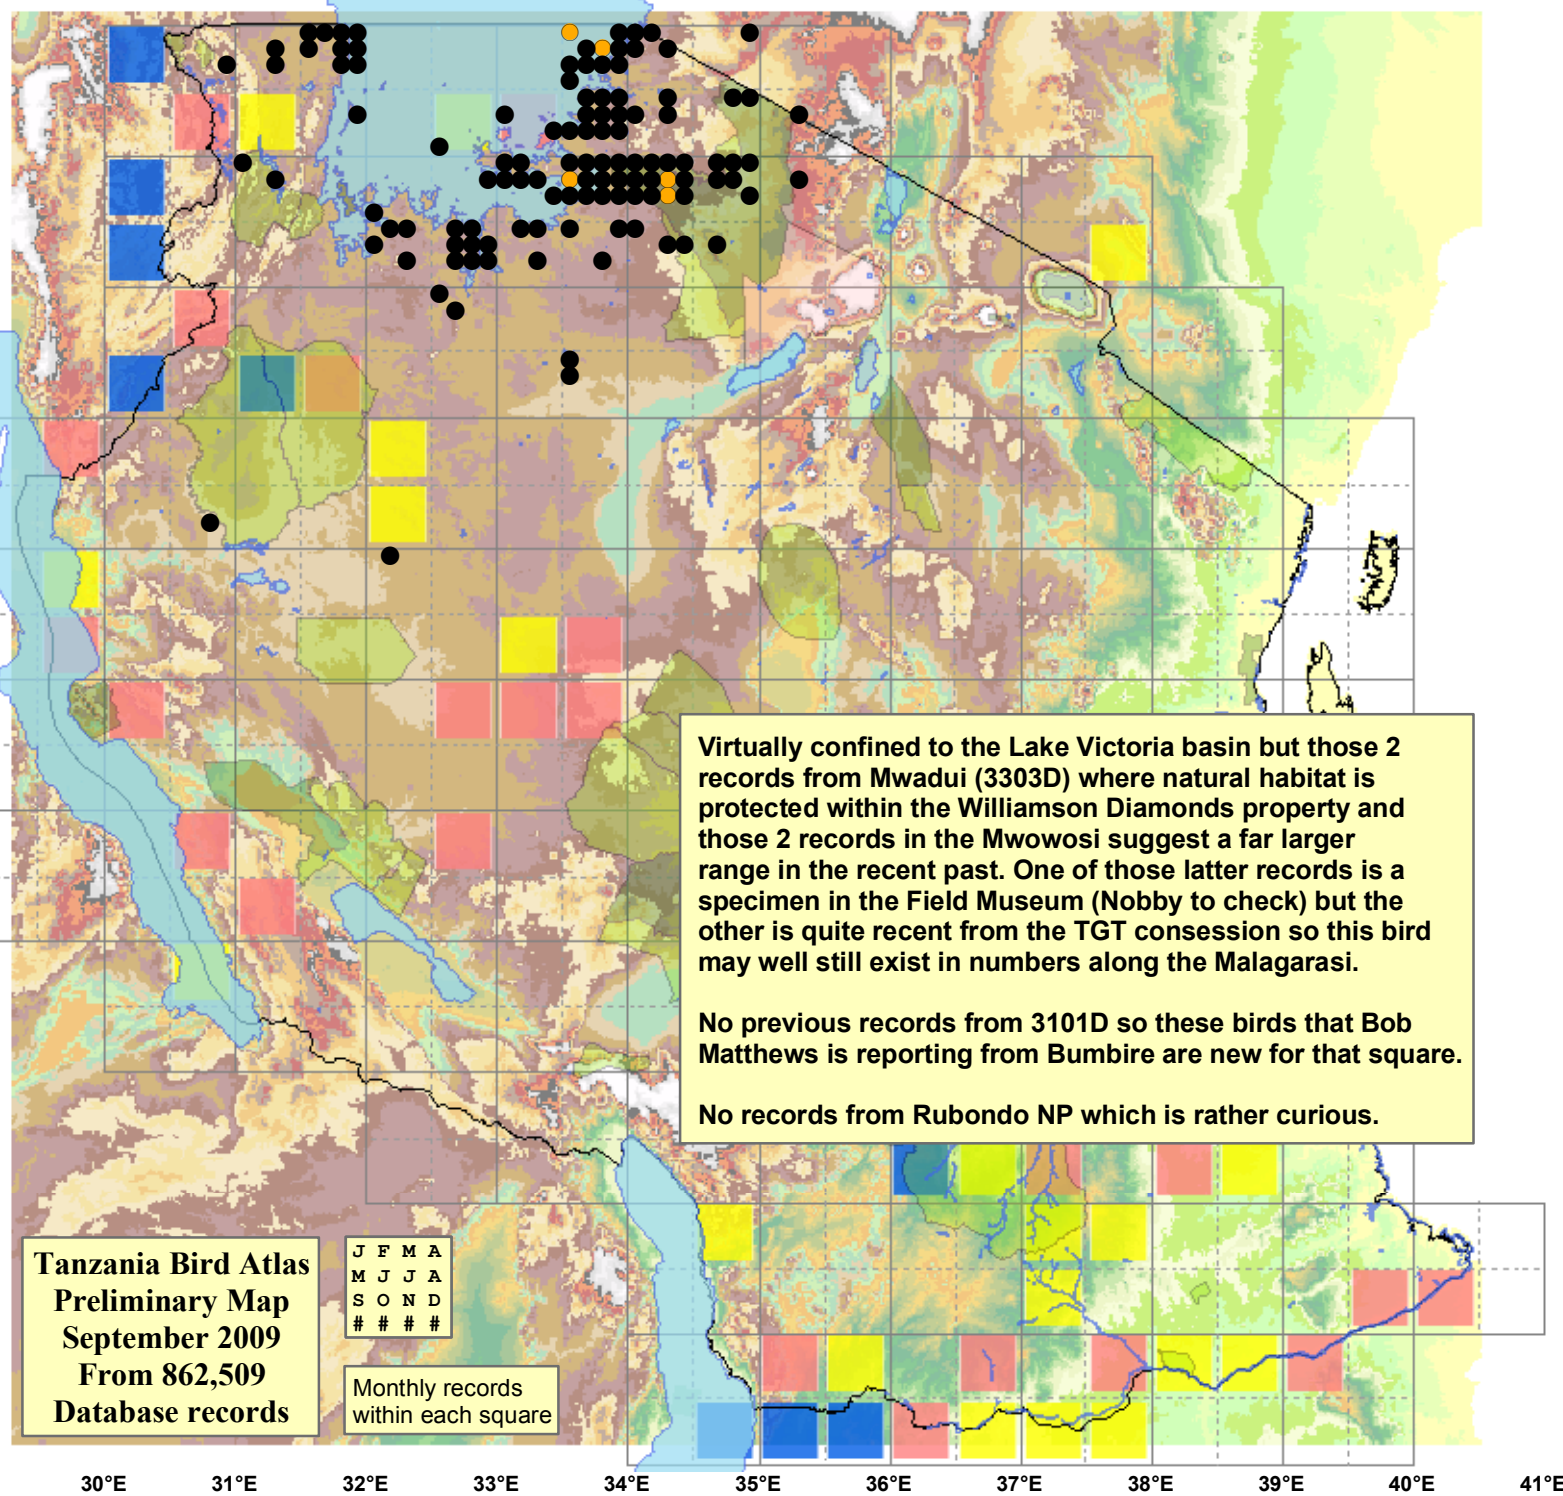 Virtually confined to the Lake Victoria basin but those 2
records from Mwadui (3303D) where natural habitat is
protected within the Williamson Diamonds property and
those 2 records in the Mwowosi suggest a far larger
range in the recent past. One of those latter records is a
specimen in the Field Museum (Nobby to check) but the
other is quite recent from the TGT consession so this bird
may well still exist in numbers along the Malagarasi.
No previous records from 3101D so these birds that Bob
Matthews is reporting from Bumbire are new for that square.
No records from Rubondo NP which is rather curious.
Tanzania Bird Atlas
Preliminary Map
September 2009
From 862,509
Database records
J F M A
M J J A
S O N D
# # # #
Monthly records
within each square
30°E 31°E 32°E 33°E 34°E 35°E 36°E 37°E 38°E 39°E 40°E 41°E